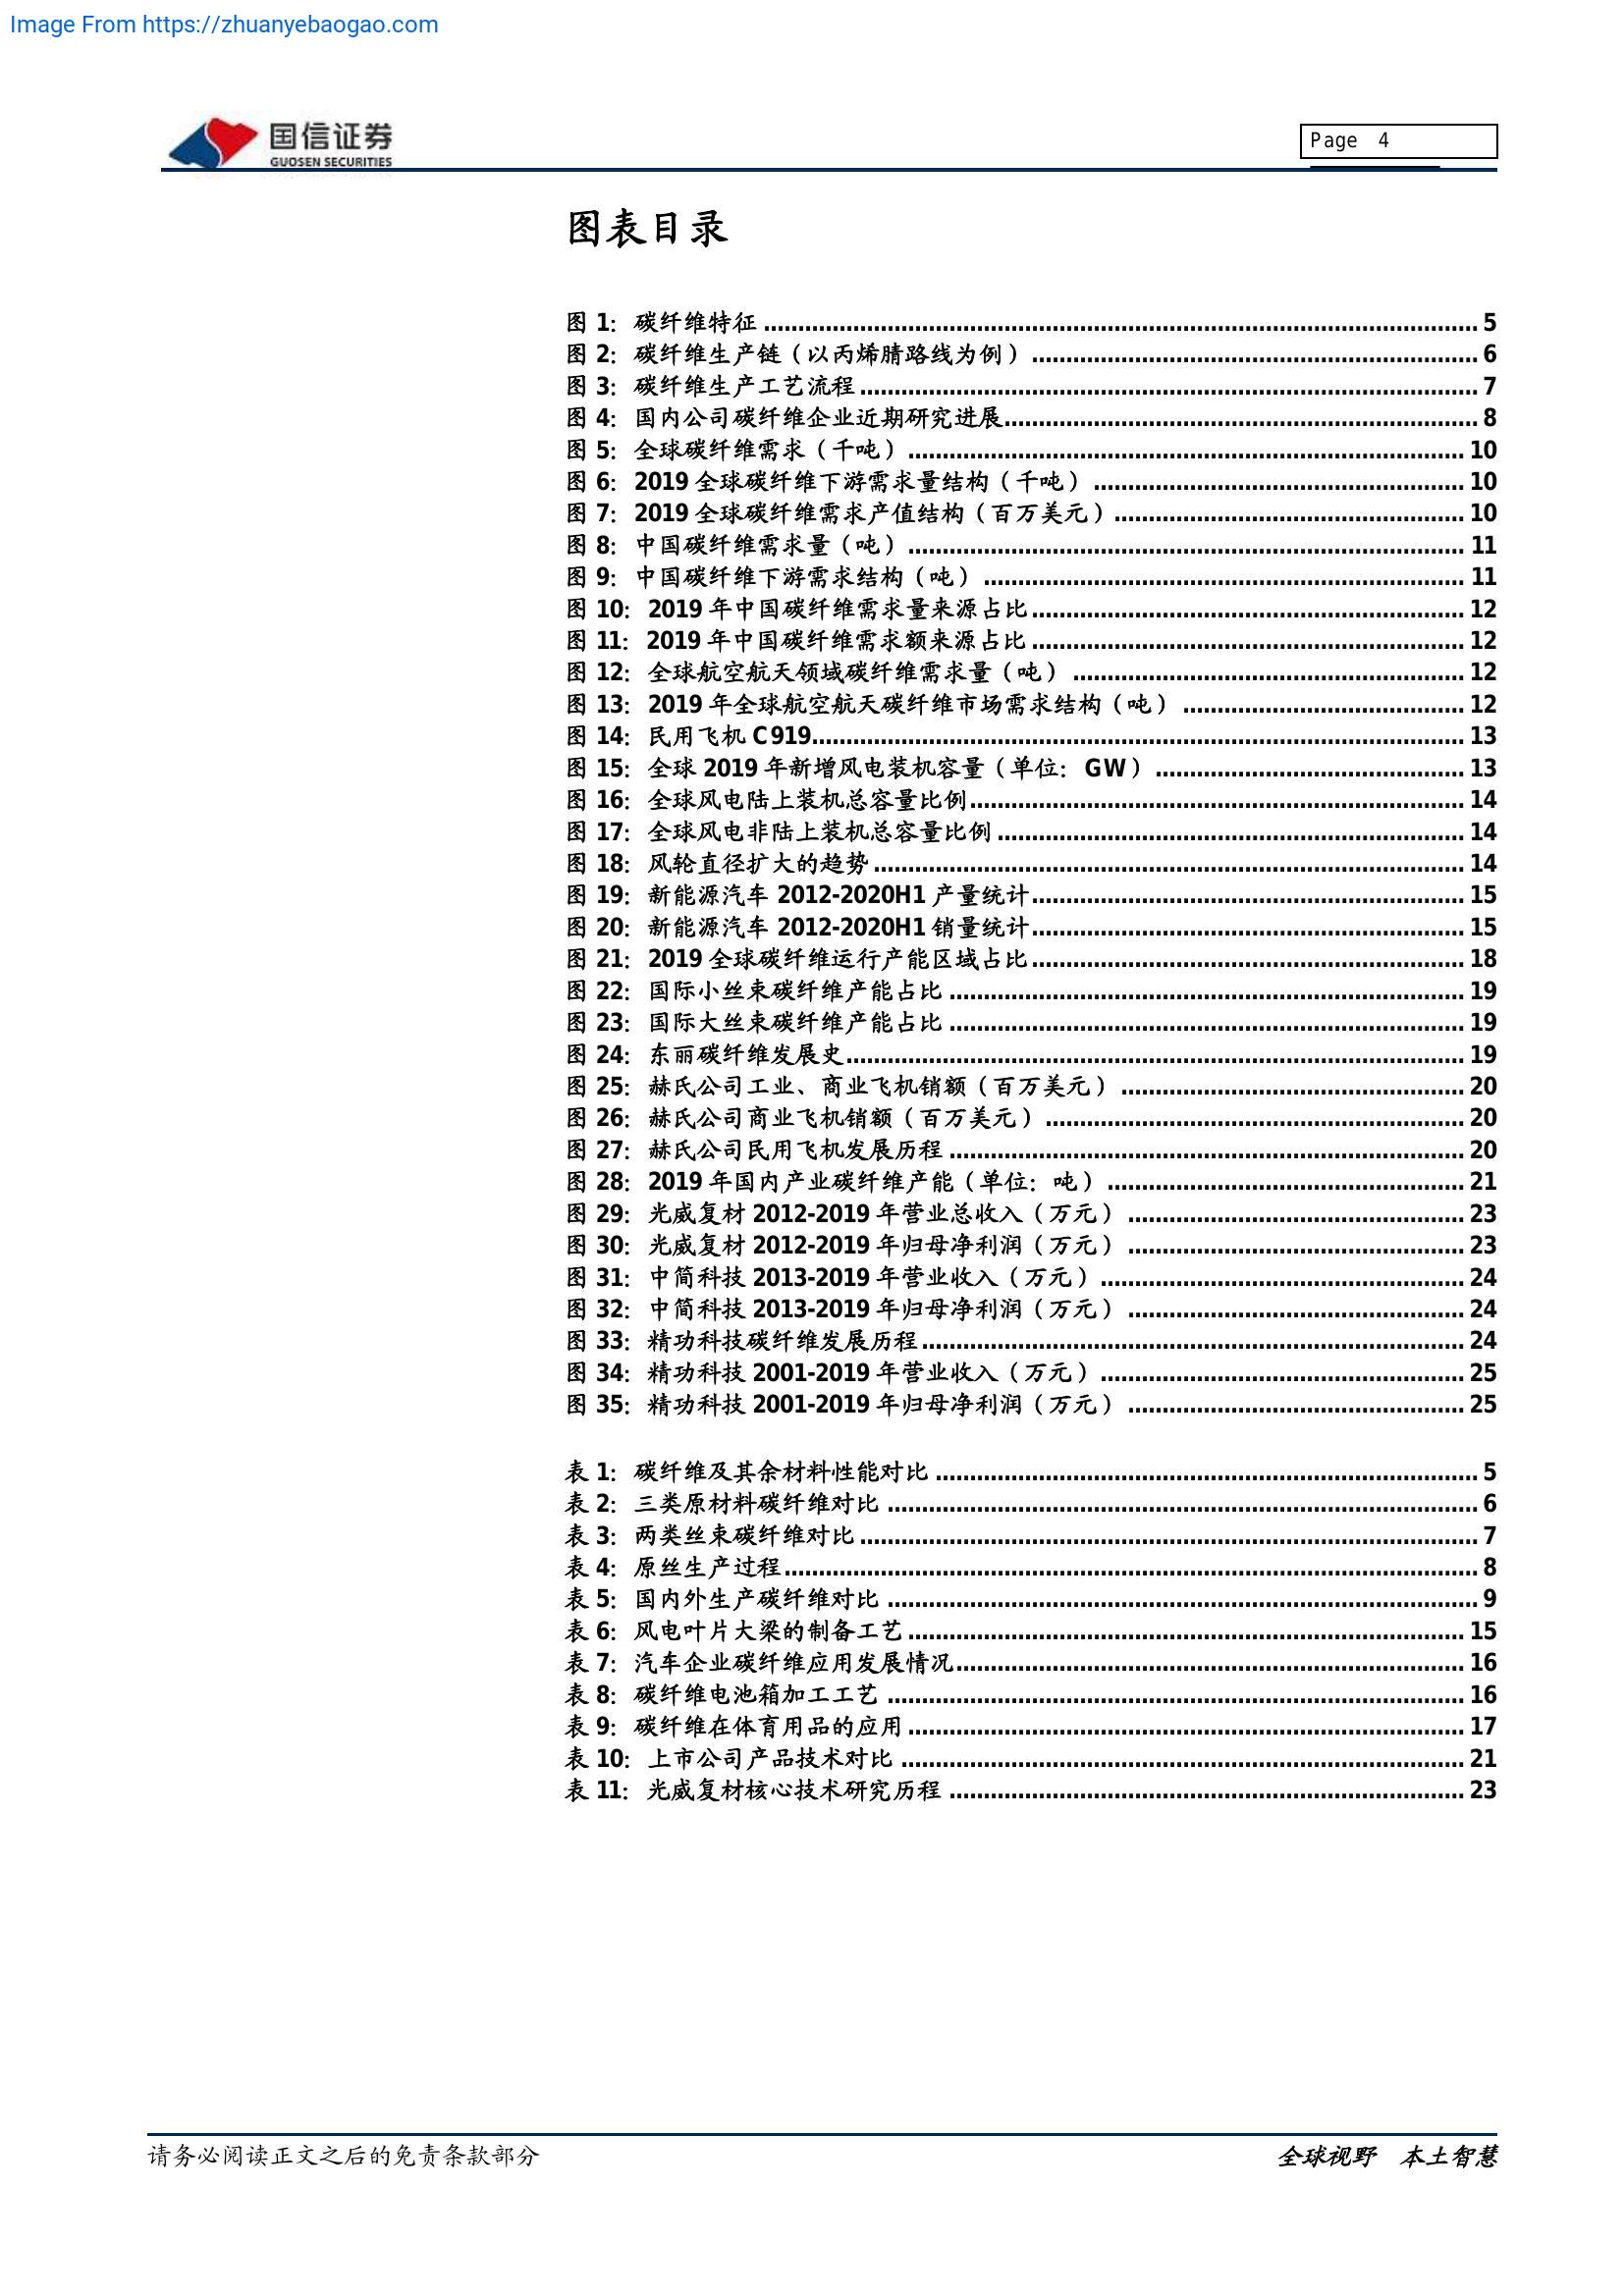 Image From https://zhuanyebaogao.com
国信证券
GUOSEN SECURITIES
Page 4
图表目录
图 1：碳纤维特征 ........ 5
图 2：碳纤维生产链（以丙烯腈路线为例） ........ 6
图 3：碳纤维生产工艺流程 ........ 7
图 4：国内公司碳纤维企业近期研究进展 ........ 8
图 5：全球碳纤维需求（千吨） ........ 10
图 6：2019 全球碳纤维下游需求量结构（千吨） ........ 10
图 7：2019 全球碳纤维需求产值结构（百万美元） ........ 10
图 8：中国碳纤维需求量（吨） ........ 11
图 9：中国碳纤维下游需求结构（吨） ........ 11
图 10：2019 年中国碳纤维需求量来源占比 ........ 12
图 11：2019 年中国碳纤维需求额来源占比 ........ 12
图 12：全球航空航天领域碳纤维需求量（吨） ........ 12
图 13：2019 年全球航空航天碳纤维市场需求结构（吨） ........ 12
图 14：民用飞机 C919 ........ 13
图 15：全球 2019 年新增风电装机容量（单位：GW） ........ 13
图 16：全球风电陆上装机总容量比例 ........ 14
图 17：全球风电非陆上装机总容量比例 ........ 14
图 18：风轮直径扩大的趋势 ........ 14
图 19：新能源汽车 2012-2020H1 产量统计 ........ 15
图 20：新能源汽车 2012-2020H1 销量统计 ........ 15
图 21：2019 全球碳纤维运行产能区域占比 ........ 18
图 22：国际小丝束碳纤维产能占比 ........ 19
图 23：国际大丝束碳纤维产能占比 ........ 19
图 24：东丽碳纤维发展史 ........ 19
图 25：赫氏公司工业、商业飞机销额（百万美元） ........ 20
图 26：赫氏公司商业飞机销额（百万美元） ........ 20
图 27：赫氏公司民用飞机发展历程 ........ 20
图 28：2019 年国内产业碳纤维产能（单位：吨） ........ 21
图 29：光威复材 2012-2019 年营业总收入（万元） ........ 23
图 30：光威复材 2012-2019 年归母净利润（万元） ........ 23
图 31：中简科技 2013-2019 年营业收入（万元） ........ 24
图 32：中简科技 2013-2019 年归母净利润（万元） ........ 24
图 33：精功科技碳纤维发展历程 ........ 24
图 34：精功科技 2001-2019 年营业收入（万元） ........ 25
图 35：精功科技 2001-2019 年归母净利润（万元） ........ 25
表 1：碳纤维及其余材料性能对比 ........ 5
表 2：三类原材料碳纤维对比 ........ 6
表 3：两类丝束碳纤维对比 ........ 7
表 4：原丝生产过程 ........ 8
表 5：国内外生产碳纤维对比 ........ 9
表 6：风电叶片大梁的制备工艺 ........ 15
表 7：汽车企业碳纤维应用发展情况 ........ 16
表 8：碳纤维电池箱加工工艺 ........ 16
表 9：碳纤维在体育用品的应用 ........ 17
表 10：上市公司产品技术对比 ........ 21
表 11：光威复材核心技术研究历程 ........ 23
请务必阅读正文之后的免责条款部分
全球视野 本土智慧